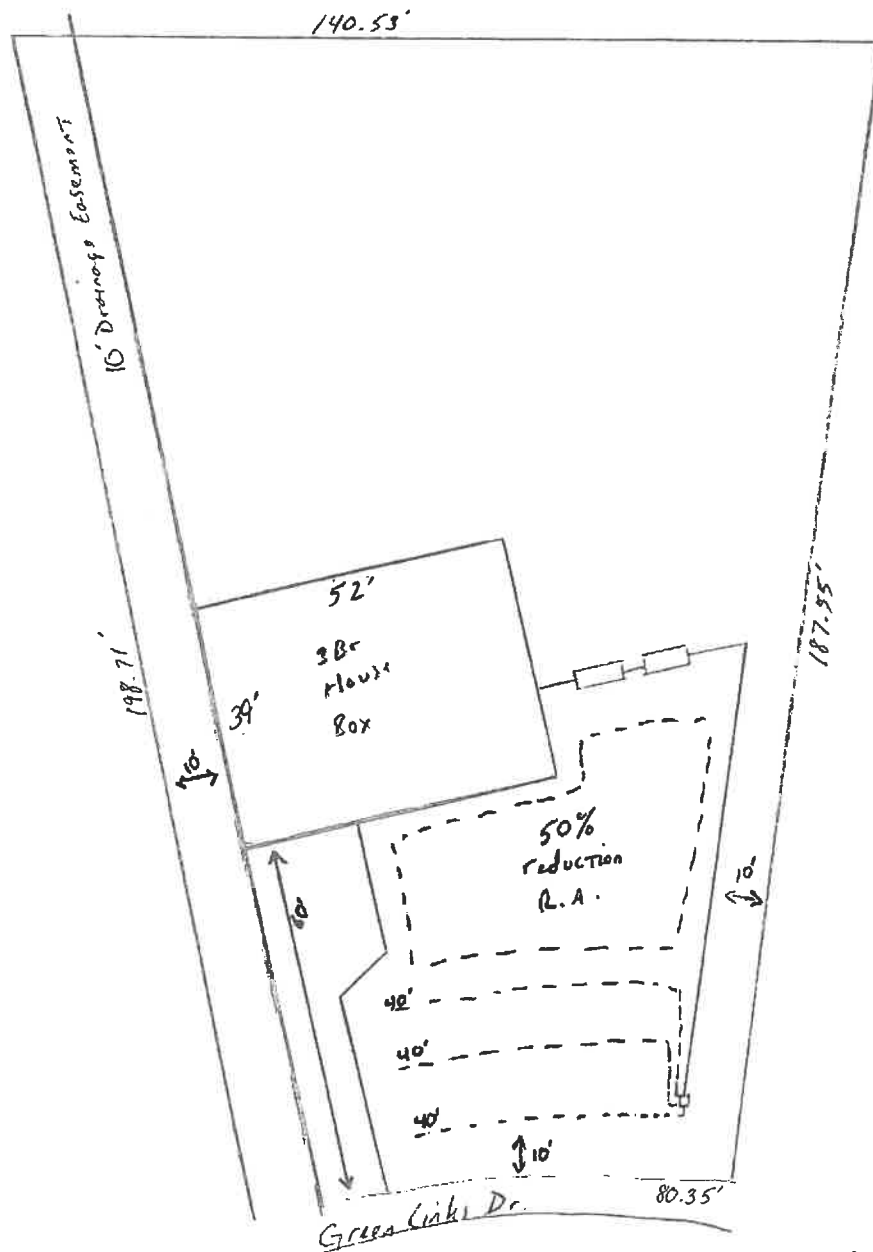 140.53'
10' Drainage Easement
52'
3Br
House
Box
39'
198.71'
187.95'
10'
50%
reduction
R.A.
10'
60'
40'
40'
40'
10'
80.35'
Green Links Dr.